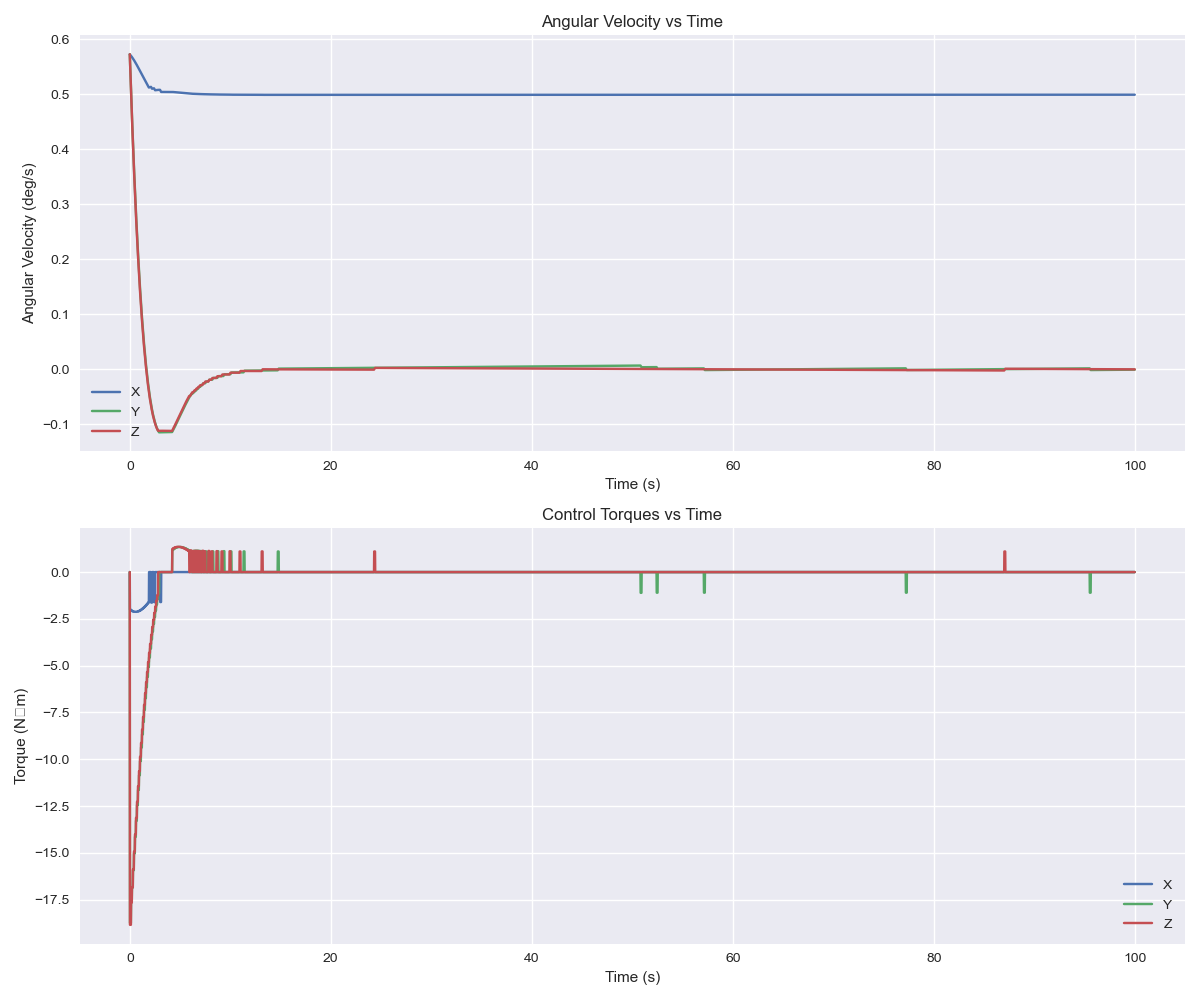 Angular Velocity vs Time
Angular Velocity (deg/s)
0.6
0.5
0.4
0.3
0.2
0.1
0.0
−0.1
X
Y
Z
0 20 40 60 80 100
Time (s)
Control Torques vs Time
Torque (N□m)
0.0
−2.5
−5.0
−7.5
−10.0
−12.5
−15.0
−17.5
X
Y
Z
0 20 40 60 80 100
Time (s)